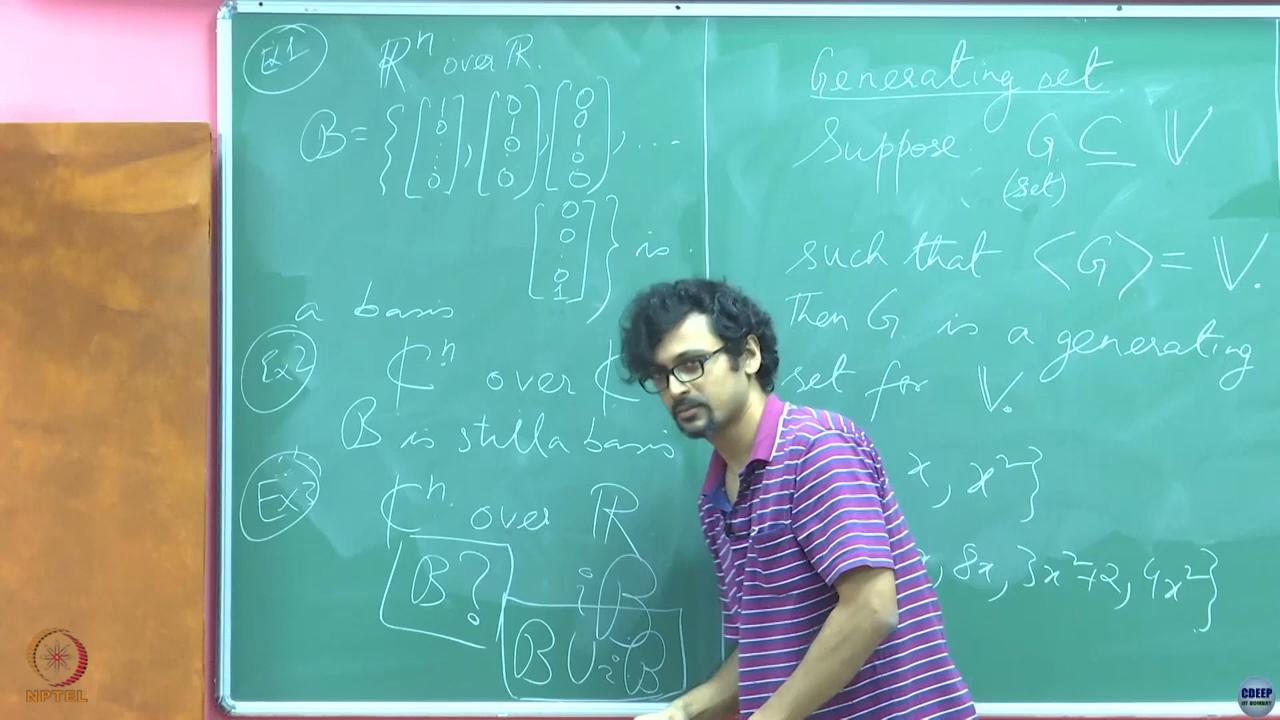 Ex1 ℝⁿ over ℝ.
B = { [1 0 ⋮ 0], [0 1 0 ⋮ 0], [0 0 1 0 0], ...
[0 0 ⋮ 0 1] } is
a basis
Ex2 ℂⁿ over ℂ
B is still a basis
Ex3 ℂⁿ over ℝ
B? iB
B ∪ iB
Generating set
Suppose G ⊆ 𝕍
(set)
such that ⟨G⟩ = 𝕍.
Then G is a generating
set for 𝕍.
x, x²}
, 8x, 3x²+2, 4x²}
NPTEL
CDEEP
IIT BOMBAY